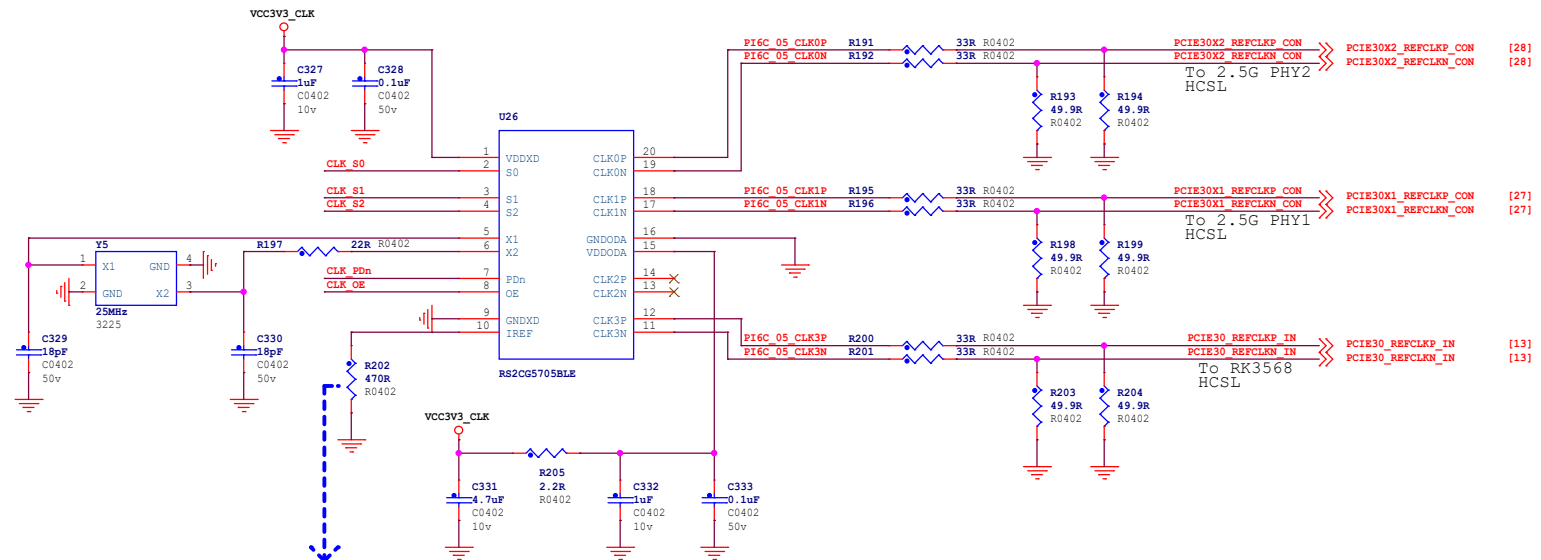 VCC3V3_CLK
C327
1uF
C0402
10v
C328
0.1uF
C0402
50v
U26
1 VDDXD
2 S0
3 S1
4 S2
5 X1
6 X2
7 PDn
8 OE
9 GNDXD
10 IREF
CLK0P 20
CLK0N 19
CLK1P 18
CLK1N 17
GNDODA 16
VDDODA 15
CLK2P 14
CLK2N 13
CLK3P 12
CLK3N 11
RS2CG5705BLE
CLK_S0
CLK_S1
CLK_S2
CLK_PDn
CLK_OE
R197 22R R0402
Y5
1 X1 GND 4
2 GND X2 3
25MHz
3225
C329
18pF
C0402
50v
C330
18pF
C0402
50v
R202
470R
R0402
VCC3V3_CLK
R205
2.2R
R0402
C331
4.7uF
C0402
10v
C332
1uF
C0402
10v
C333
0.1uF
C0402
50v
PI6C_05_CLK0P R191 33R R0402 PCIE30X2_REFCLKP_CON PCIE30X2_REFCLKP_CON [28]
PI6C_05_CLK0N R192 33R R0402 PCIE30X2_REFCLKN_CON PCIE30X2_REFCLKN_CON [28]
To 2.5G PHY2
HCSL
R193
49.9R
R0402
R194
49.9R
R0402
PI6C_05_CLK1P R195 33R R0402 PCIE30X1_REFCLKP_CON PCIE30X1_REFCLKP_CON [27]
PI6C_05_CLK1N R196 33R R0402 PCIE30X1_REFCLKN_CON PCIE30X1_REFCLKN_CON [27]
To 2.5G PHY1
HCSL
R198
49.9R
R0402
R199
49.9R
R0402
PI6C_05_CLK3P R200 33R R0402 PCIE30_REFCLKP_IN PCIE30_REFCLKP_IN [13]
PI6C_05_CLK3N R201 33R R0402 PCIE30_REFCLKN_IN PCIE30_REFCLKN_IN [13]
To RK3568
HCSL
R203
49.9R
R0402
R204
49.9R
R0402